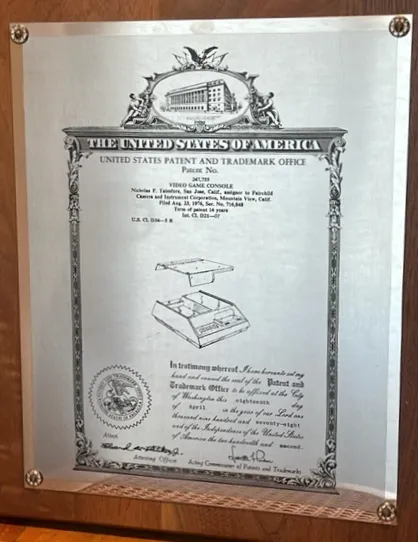 THE UNITED STATES OF AMERICA
UNITED STATES PATENT AND TRADEMARK OFFICE
Patent No.
247,755
VIDEO GAME CONSOLE
Nicholas F. Talesfore, San Jose, Calif., assignor to Fairchild
Camera and Instrument Corporation, Mountain View, Calif.
Filed Aug. 23, 1976, Ser. No. 716,848
Term of patent 14 years
Int. Cl. D21—01
U.S. Cl. D34—5 R
In testimony whereof, I have hereunto set my
hand and caused the seal of the Patent and
Trademark Office to be affixed at the City
of Washington this eighteenth day
of April in the year of our Lord one
thousand nine hundred and seventy-eight
and of the Independence of the United States
of America the two hundredth and second.
Attest:
Attesting Officer
Acting Commissioner of Patents and Trademarks